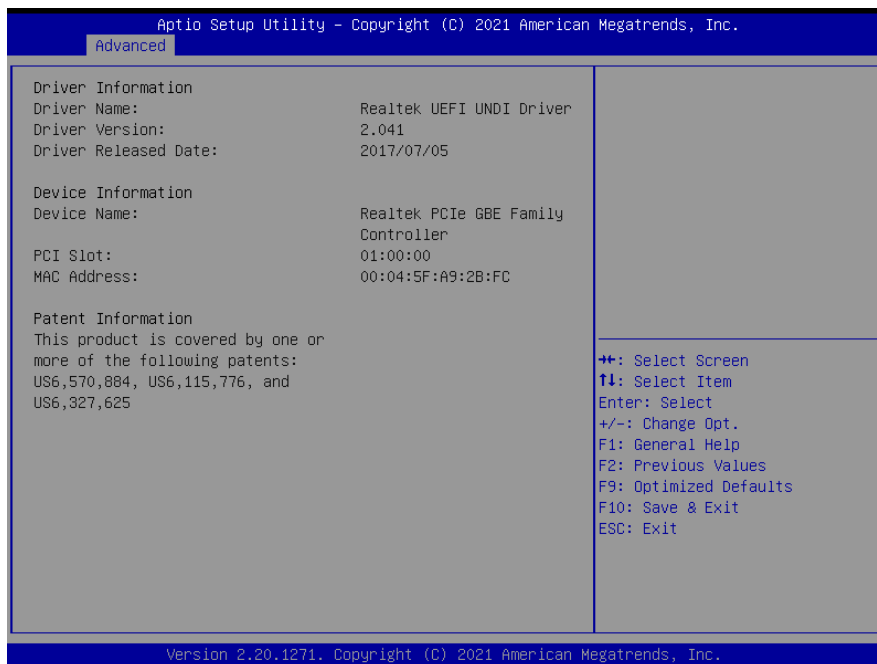 Aptio Setup Utility – Copyright (C) 2021 American Megatrends, Inc.
Advanced
Driver Information
Driver Name: Realtek UEFI UNDI Driver
Driver Version: 2.041
Driver Released Date: 2017/07/05
Device Information
Device Name: Realtek PCIe GBE Family
Controller
PCI Slot: 01:00:00
MAC Address: 00:04:5F:A9:2B:FC
Patent Information
This product is covered by one or
more of the following patents:
US6,570,884, US6,115,776, and
US6,327,625
→←: Select Screen
↑↓: Select Item
Enter: Select
+/-: Change Opt.
F1: General Help
F2: Previous Values
F9: Optimized Defaults
F10: Save & Exit
ESC: Exit
Version 2.20.1271. Copyright (C) 2021 American Megatrends, Inc.